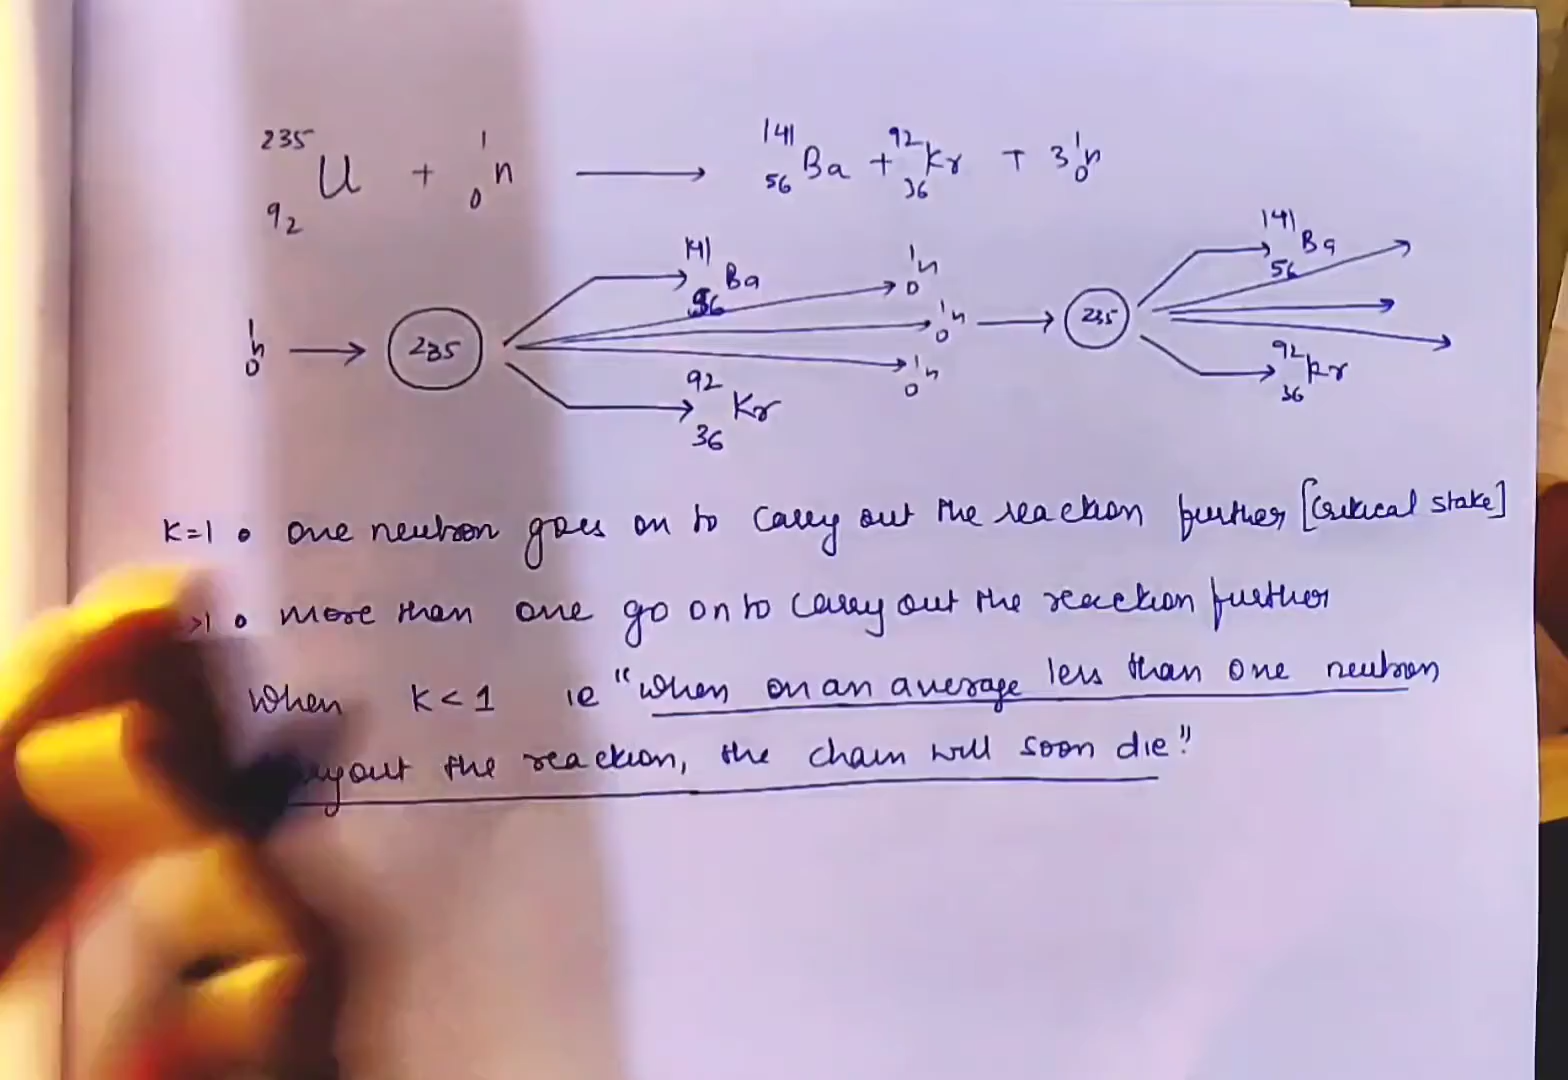 235 92 U + 1 0 n ⟶ 141 56 Ba + 92 36 Kr + 3 1 0 n
1 0 n → 235 141 56 Ba 92 36 Kr 1 0 n 1 0 n 1 0 n → 235 141 56 Ba 92 36 Kr
K=1 • one neutron goes on to carry out the reaction further [Critical state]
>1 • more than one go on to carry out the reaction further
when K<1 ie "when on an average less than one neutron
out the reaction, the chain will soon die"